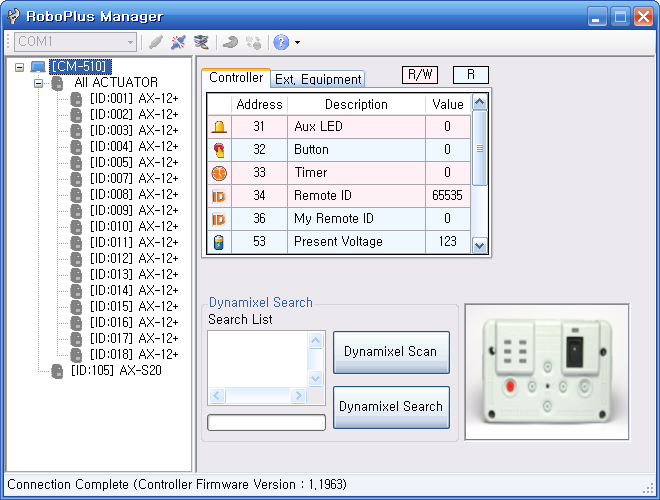 RoboPlus Manager
COM1
[CM-510]
All ACTUATOR
[ID:001] AX-12+
[ID:002] AX-12+
[ID:003] AX-12+
[ID:004] AX-12+
[ID:005] AX-12+
[ID:007] AX-12+
[ID:008] AX-12+
[ID:009] AX-12+
[ID:010] AX-12+
[ID:011] AX-12+
[ID:012] AX-12+
[ID:013] AX-12+
[ID:014] AX-12+
[ID:015] AX-12+
[ID:016] AX-12+
[ID:017] AX-12+
[ID:018] AX-12+
[ID:105] AX-S20
Controller Ext. Equipment R/W R
Address Description Value
31 Aux LED 0
32 Button 0
33 Timer 0
ID 34 Remote ID 65535
ID 36 My Remote ID 0
53 Present Voltage 123
Dynamixel Search
Search List
Dynamixel Scan
Dynamixel Search
Connection Complete (Controller Firmware Version : 1.1963)